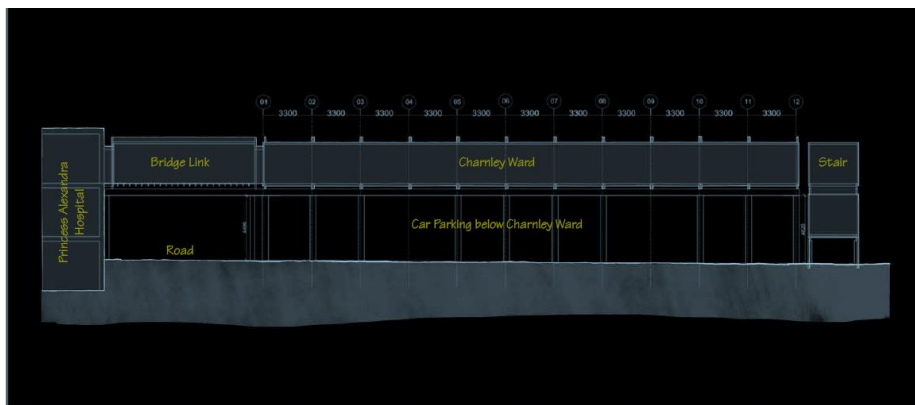 01 02 03 04 05 06 07 08 09 10 11 12
3300 3300 3300 3300 3300 3300 3300 3300 3300 3300 3300
Bridge Link
Charnley Ward
Stair
Princess Alexandra
Hospital
Car Parking below Charnley Ward
Road